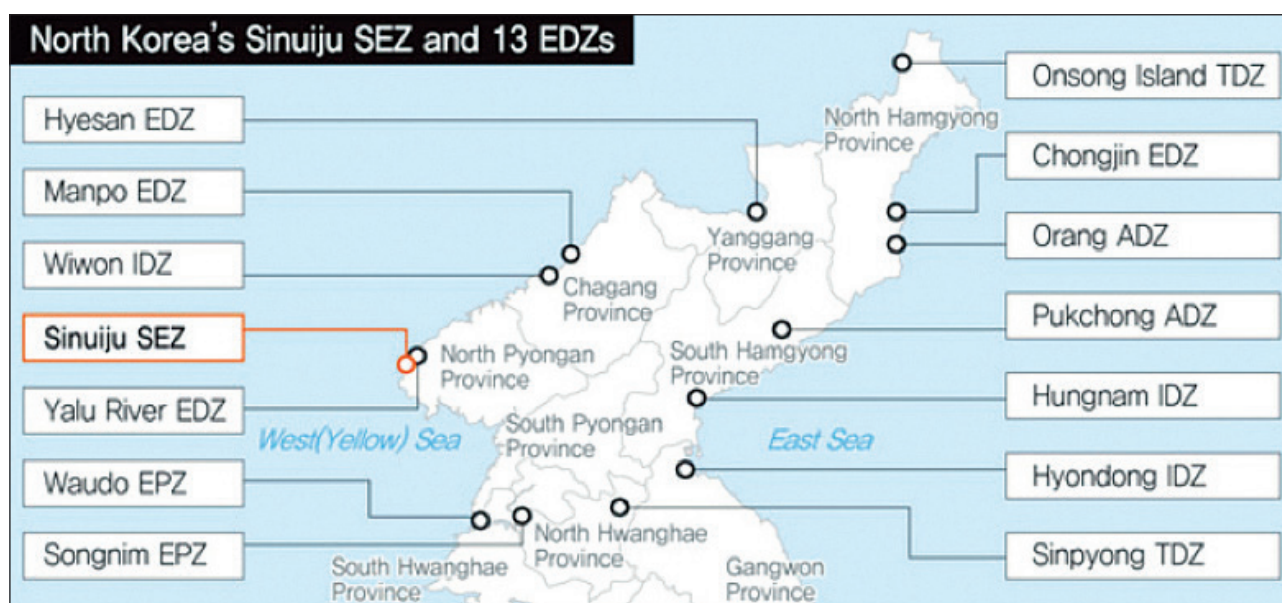 North Korea's Sinuiju SEZ and 13 EDZs
Hyesan EDZ
Manpo EDZ
Wiwon IDZ
Sinuiju SEZ
Yalu River EDZ
Waudo EPZ
Songnim EPZ
North Hamgyong
Province
Yanggang
Province
Chagang
Province
North Pyongan
Province
South Hamgyong
Province
South Pyongan
Province
West(Yellow) Sea
East Sea
North Hwanghae
Province
South Hwanghae
Province
Gangwon
Province
Onsong Island TDZ
Chongjin EDZ
Orang ADZ
Pukchong ADZ
Hungnam IDZ
Hyondong IDZ
Sinpyong TDZ